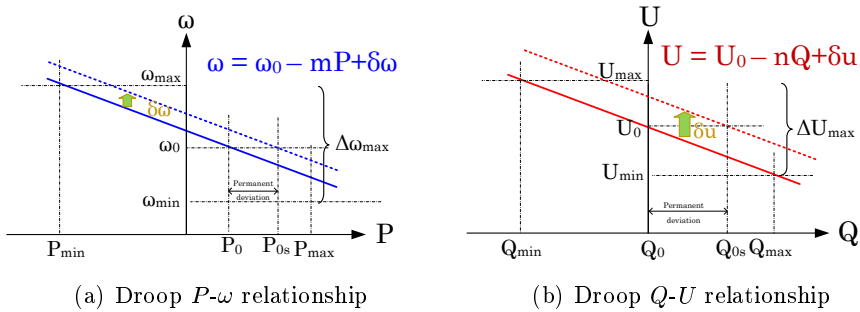 ω
ω = ω₀ – mP+δω
ωmax
δω
ω₀
Δωmax
Permanent
deviation
ωmin
P
Pmin
P₀
P₀s
Pmax
(a) Droop P-ω relationship
U
U = U₀ – nQ+δu
Umax
U₀
δu
ΔUmax
Umin
Permanent
deviation
Q
Qmin
Q₀
Q₀s
Qmax
(b) Droop Q-U relationship